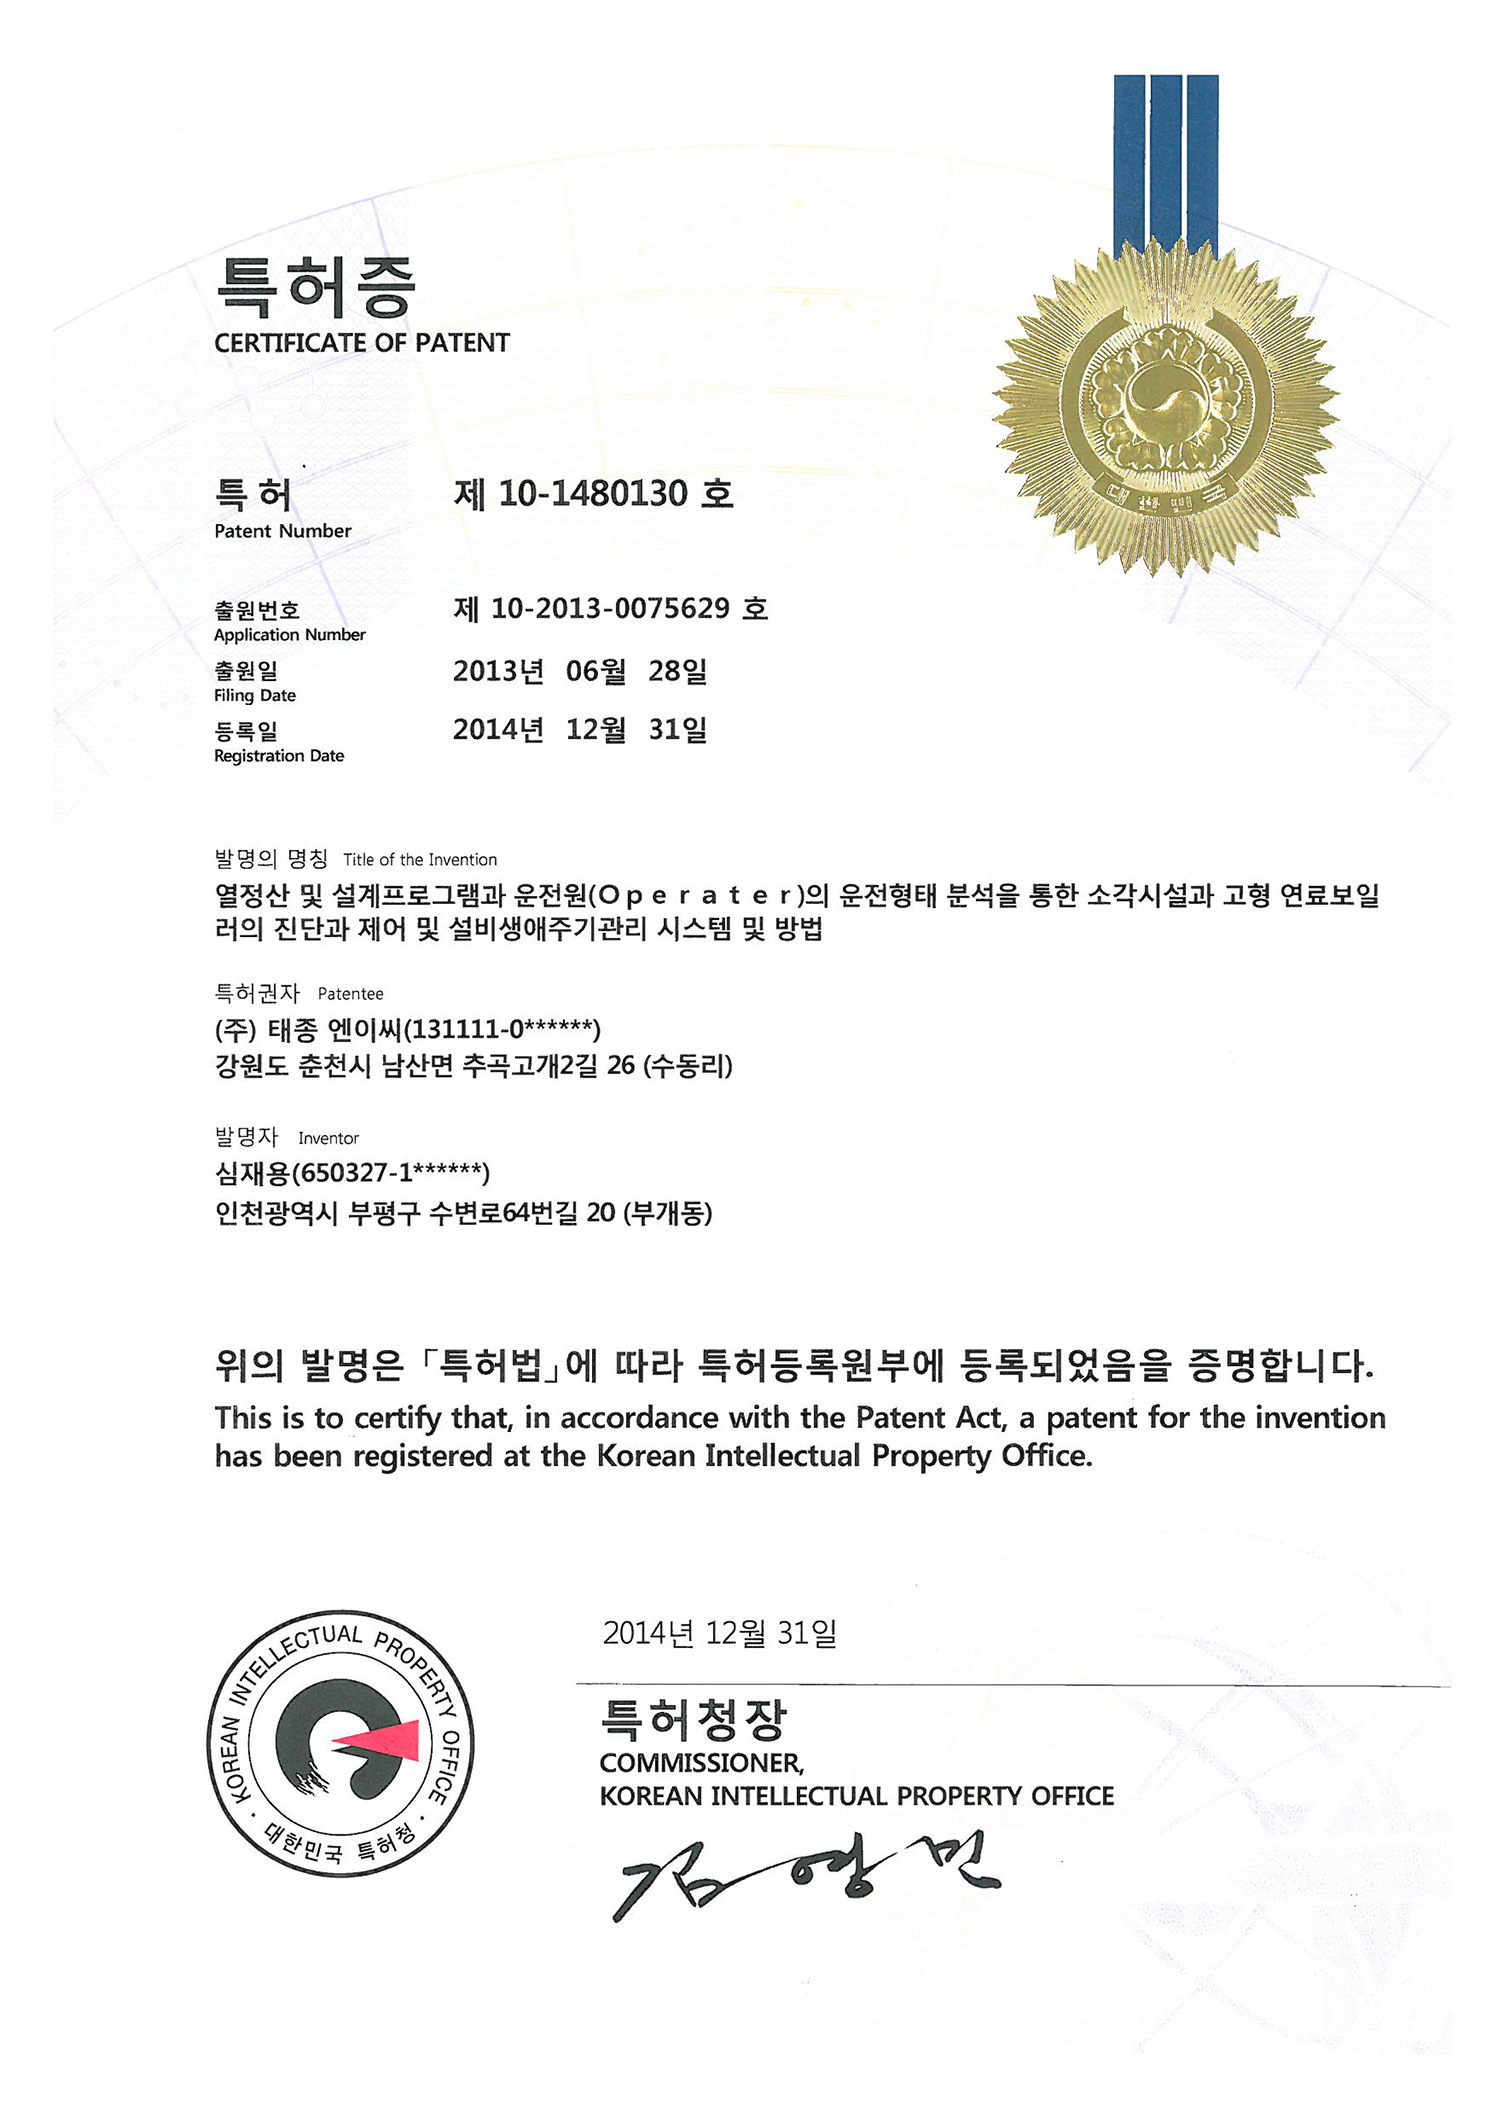 특허증
CERTIFICATE OF PATENT
특 허
Patent Number
제 10-1480130 호
출원번호
Application Number
제 10-2013-0075629 호
출원일
Filing Date
2013년 06월 28일
등록일
Registration Date
2014년 12월 31일
발명의 명칭 Title of the Invention
열정산 및 설계프로그램과 운전원(O p e r a t e r)의 운전형태 분석을 통한 소각시설과 고형 연료보일
러의 진단과 제어 및 설비생애주기관리 시스템 및 방법
특허권자 Patentee
(주) 태종 엔이씨(131111-0******)
강원도 춘천시 남산면 추곡고개2길 26 (수동리)
발명자 Inventor
심재용(650327-1******)
인천광역시 부평구 수변로64번길 20 (부개동)
위의 발명은 「특허법」에 따라 특허등록원부에 등록되었음을 증명합니다.
This is to certify that, in accordance with the Patent Act, a patent for the invention
has been registered at the Korean Intellectual Property Office.
2014년 12월 31일
특허청장
COMMISSIONER,
KOREAN INTELLECTUAL PROPERTY OFFICE
김영민
KOREAN INTELLECTUAL PROPERTY OFFICE
대한민국 특허청
대한민국